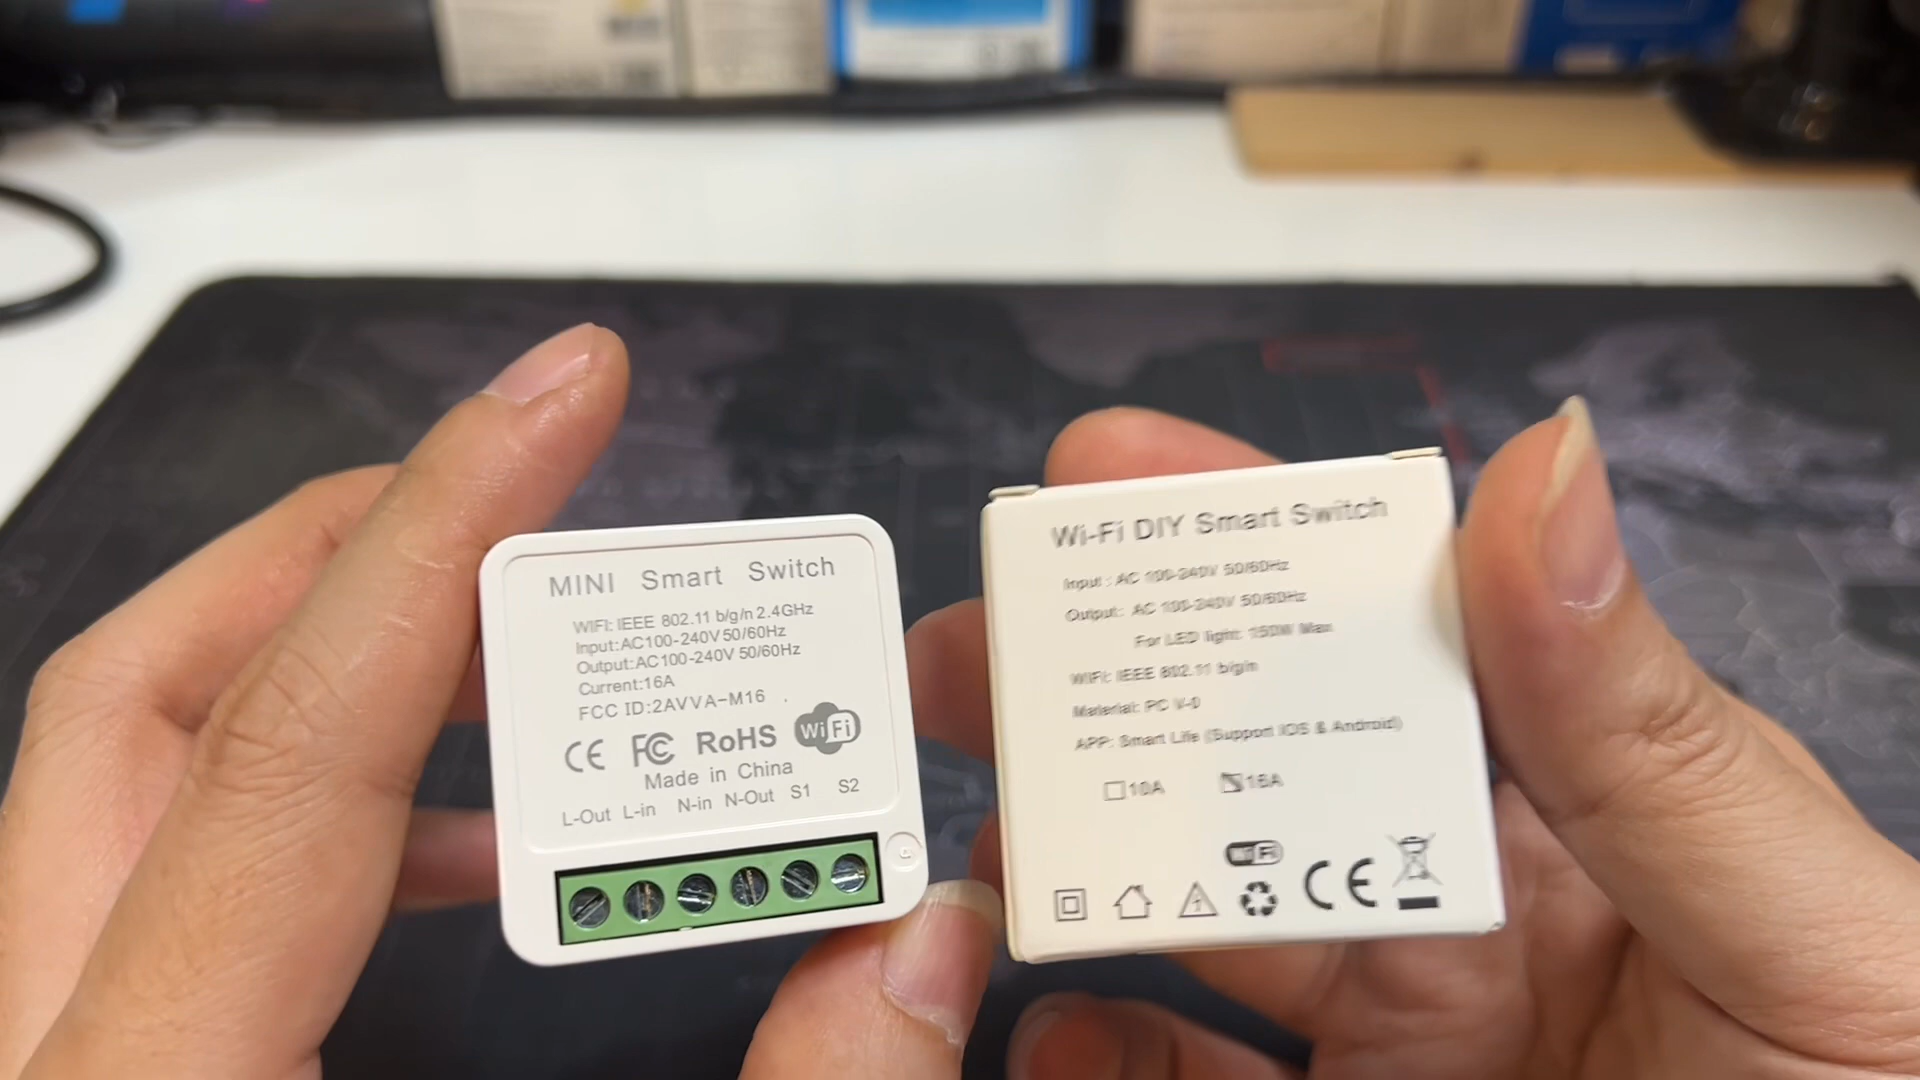 MINI Smart Switch
WIFI: IEEE 802.11 b/g/n 2.4GHz
Input:AC100-240V 50/60Hz
Output:AC100-240V 50/60Hz
Current:16A
FCC ID:2AVVA-M16
CE FC RoHS WiFi
Made in China
L-Out L-in N-in N-Out S1 S2
Wi-Fi DIY Smart Switch
Input : AC 100-240V 50/60Hz
Output: AC 100-240V 50/60Hz
For LED light: 150W Max
WIFI: IEEE 802.11 b/g/n
Material: PC V-0
APP: Smart Life (Support IOS & Android)
10A 16A
WiFi
CE